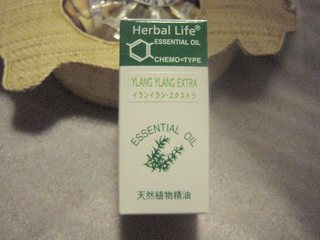 Herbal Life®
ESSENTIAL OIL
CHEMO=TYPE
YLANG YLANG EXTRA
イランイラン・エクストラ
ESSENTIAL OIL
天然植物精油